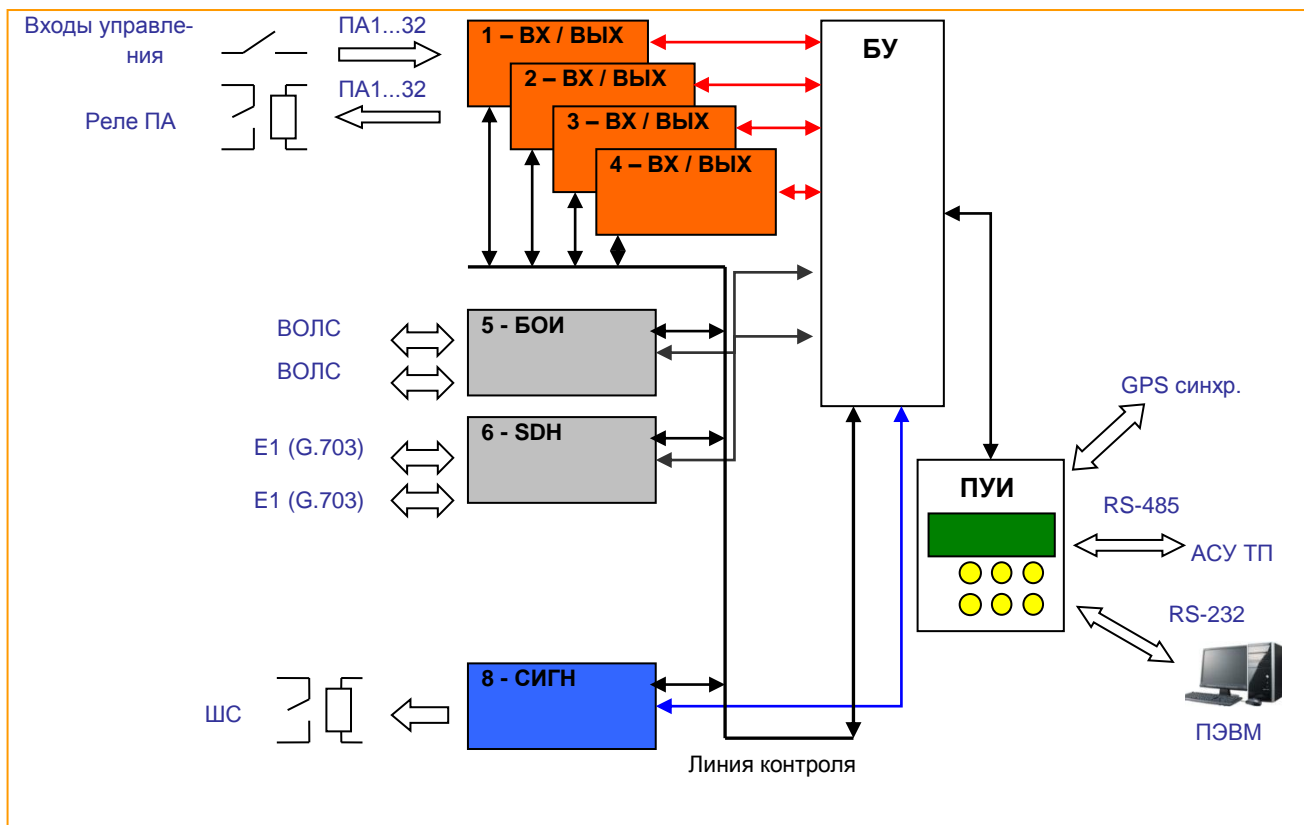 Входы управле-
ния
ПА1...32
ПА1...32
Реле ПА
1 – ВХ / ВЫХ
2 – ВХ / ВЫХ
3 – ВХ / ВЫХ
4 – ВХ / ВЫХ
БУ
ВОЛС
ВОЛС
5 - БОИ
E1 (G.703)
E1 (G.703)
6 - SDH
GPS синхр.
ПУИ
RS-485
АСУ ТП
RS-232
ПЭВМ
ШС
8 - СИГН
Линия контроля